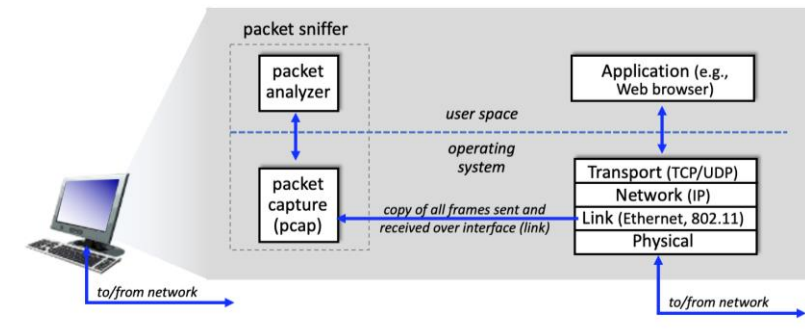 packet sniffer
packet
analyzer
Application (e.g.,
Web browser)
user space
operating
system
packet
capture
(pcap)
copy of all frames sent and
received over interface (link)
Transport (TCP/UDP)
Network (IP)
Link (Ethernet, 802.11)
Physical
to/from network
to/from network